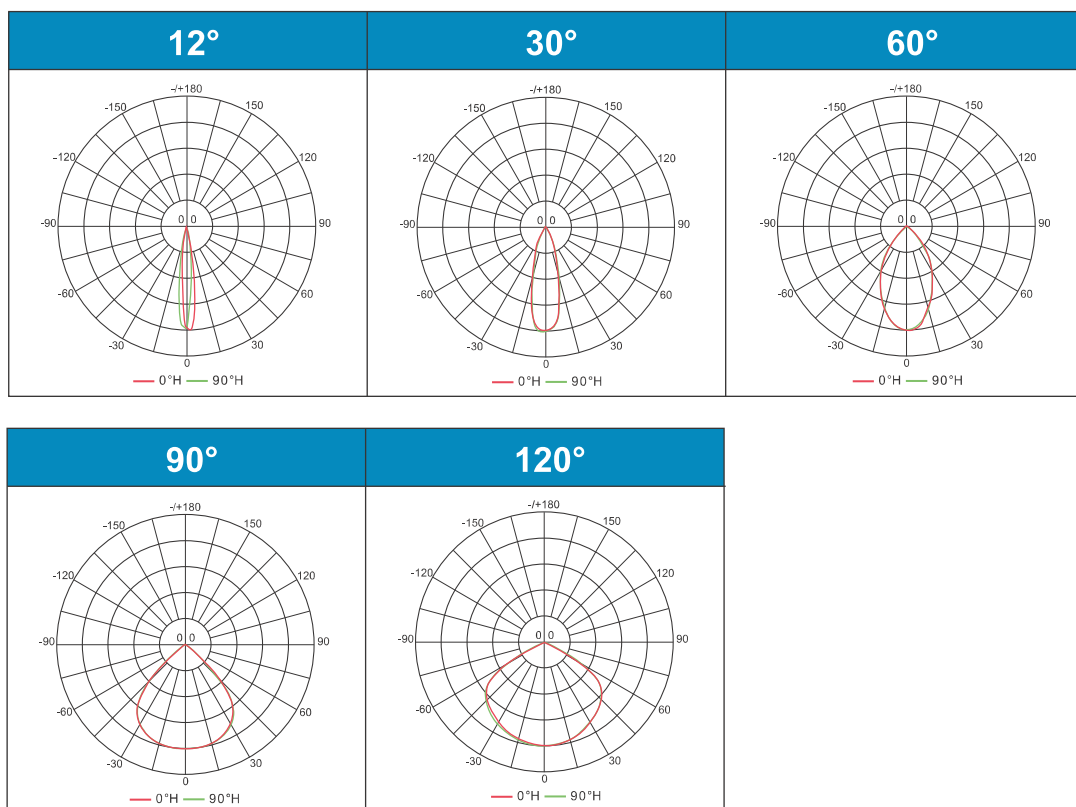 12° 30° 60°
-/+180 -/+180 -/+180
-150 150 -150 150 -150 150
-120 120 -120 120 -120 120
0 0 0 0 0 0
-90 90 -90 90 -90 90
-60 60 -60 60 -60 60
-30 30 -30 30 -30 30
0 0 0
0°H 90°H 0°H 90°H 0°H 90°H
90° 120°
-/+180 -/+180
-150 150 -150 150
-120 120 -120 120
0 0 0 0
-90 90 -90 90
-60 60 -60 60
-30 30 -30 30
0 0
0°H 90°H 0°H 90°H